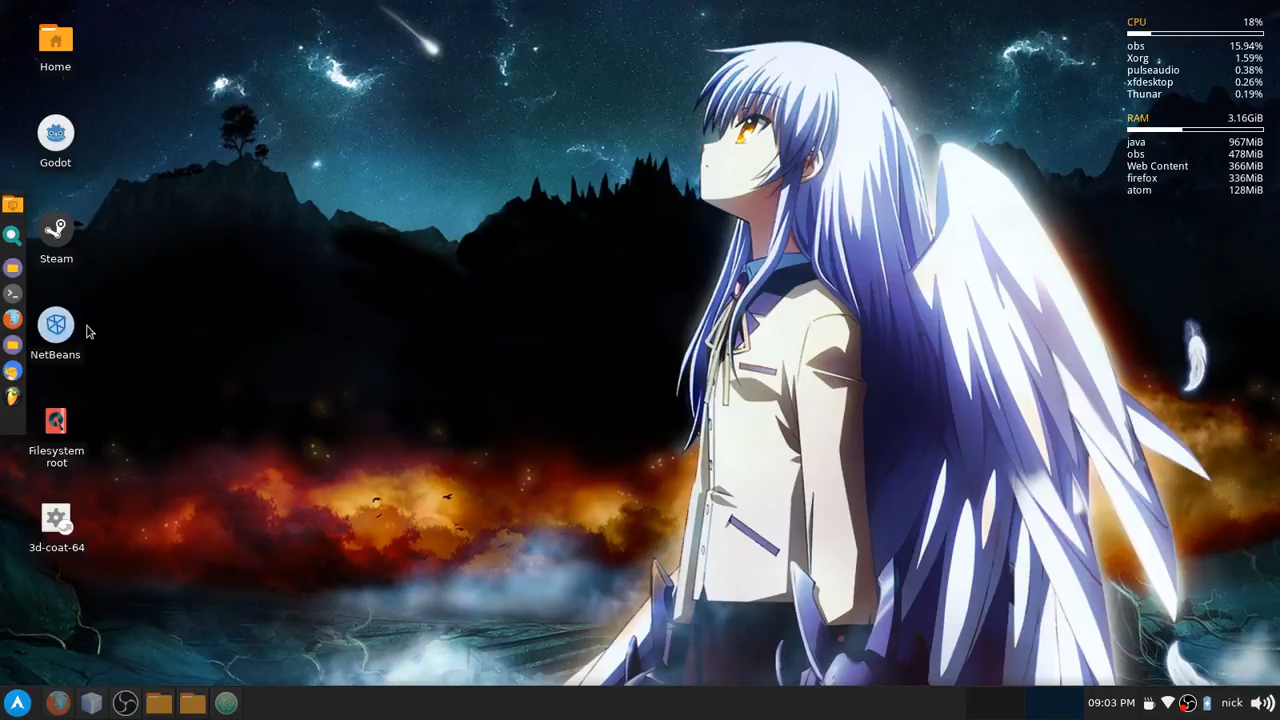 Home
Godot
Steam
NetBeans
Filesystem
root
3d-coat-64
CPU 18%
obs 15.94%
Xorg 1.59%
pulseaudio 0.38%
xfdesktop 0.26%
Thunar 0.19%
RAM 3.16GiB
java 967MiB
obs 478MiB
Web Content 366MiB
firefox 336MiB
atom 128MiB
09:03 PM nick